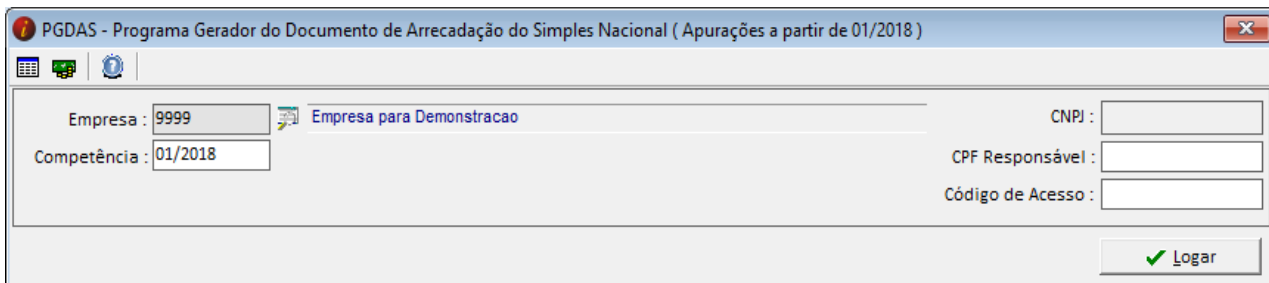 PGDAS - Programa Gerador do Documento de Arrecadação do Simples Nacional ( Apurações a partir de 01/2018 )
Empresa : 9999 Empresa para Demonstracao CNPJ :
Competência : 01/2018 CPF Responsável :
Código de Acesso :
Logar